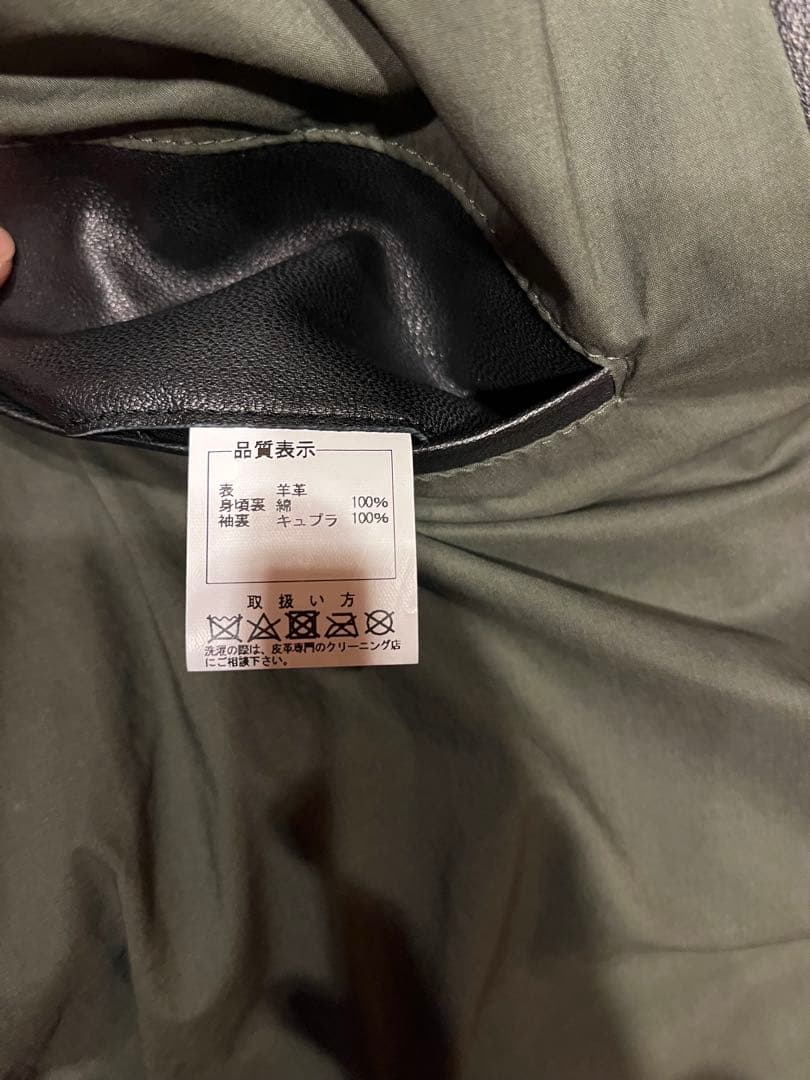 品質表示
表 羊革
身頃裏 綿 100%
袖裏 キュプラ 100%
取扱い方
洗濯の際は、皮革専門のクリーニング店
にご相談下さい。